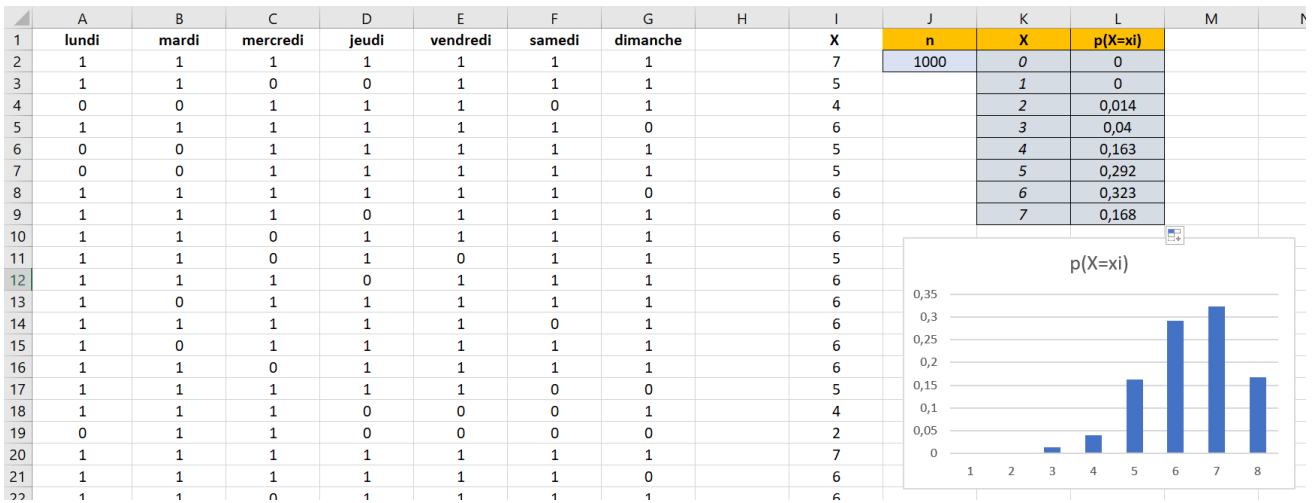 A B C D E F G H I J K L M N
1 lundi mardi mercredi jeudi vendredi samedi dimanche X n X p(X=xi)
2 1 1 1 1 1 1 1 7 1000 0 0
3 1 1 0 0 1 1 1 5 1 0
4 0 0 1 1 1 0 1 4 2 0,014
5 1 1 1 1 1 1 0 6 3 0,04
6 0 0 1 1 1 1 1 5 4 0,163
7 0 0 1 1 1 1 1 5 5 0,292
8 1 1 1 1 1 1 0 6 6 0,323
9 1 1 1 0 1 1 1 6 7 0,168
10 1 1 0 1 1 1 1 6
11 1 1 0 1 0 1 1 5
12 1 1 1 0 1 1 1 6
13 1 0 1 1 1 1 1 6
14 1 1 1 1 1 0 1 6
15 1 0 1 1 1 1 1 6
16 1 1 0 1 1 1 1 6
17 1 1 1 1 1 0 0 5
18 1 1 1 0 0 0 1 4
19 0 1 1 0 0 0 0 2
20 1 1 1 1 1 1 1 7
21 1 1 1 1 1 1 0 6
22 1 1 0 1 1 1 1 6
p(X=xi)
0,35
0,3
0,25
0,2
0,15
0,1
0,05
0
1 2 3 4 5 6 7 8